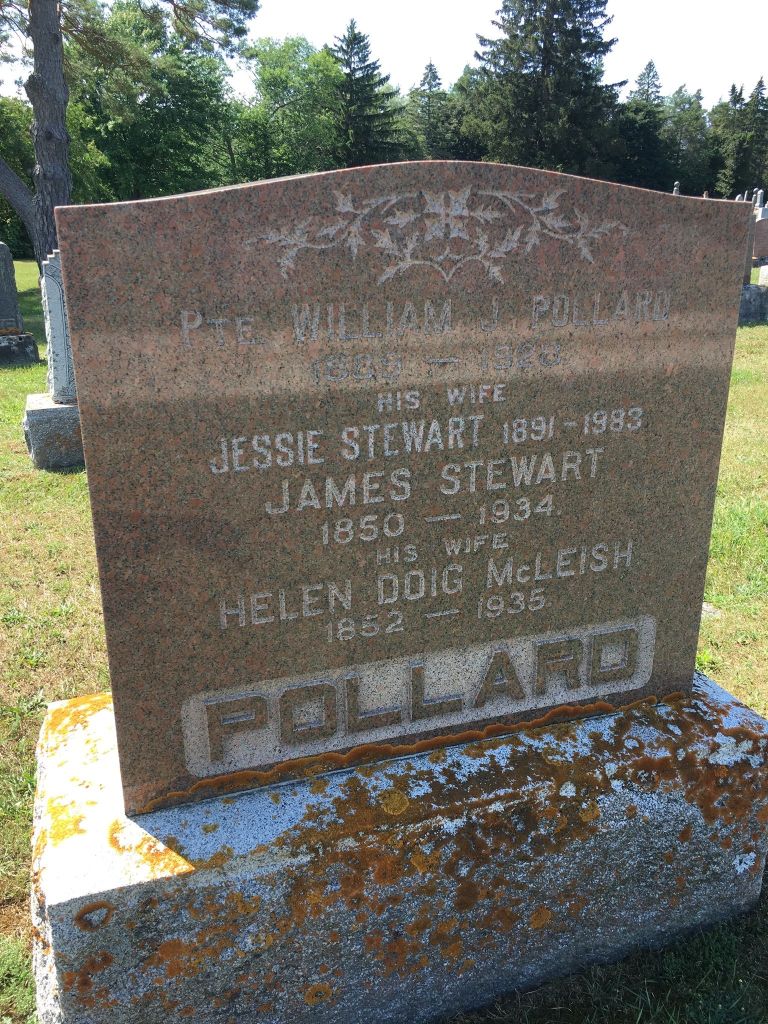 PTE. WILLIAM J. POLLARD
HIS WIFE
JESSIE STEWART 1891-1983
JAMES STEWART
1850 — 1934.
HIS WIFE
HELEN DOIG McLEISH
1852 — 1935.
POLLARD